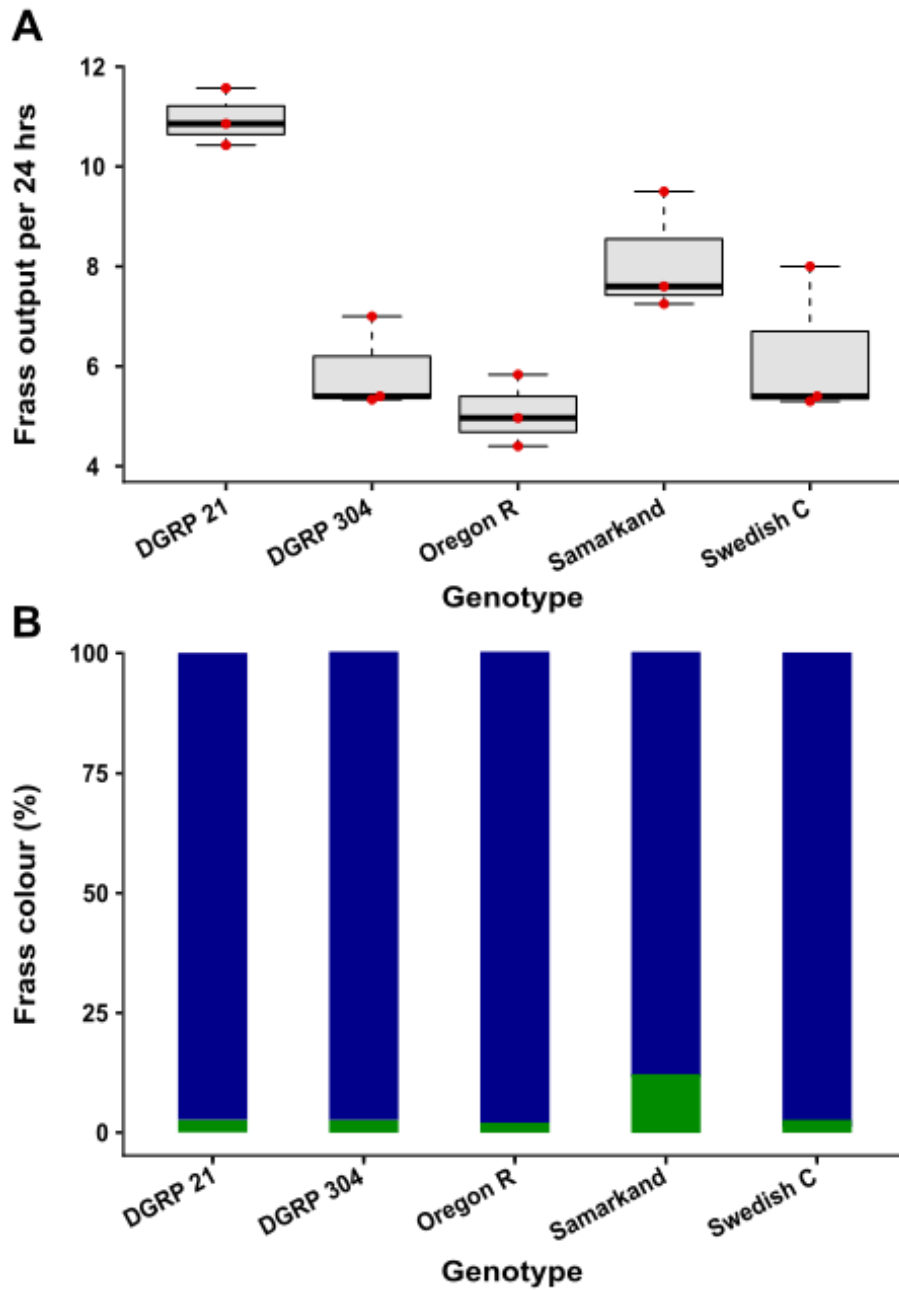 A
Frass output per 24 hrs
12
10
8
6
4
DGRP 21
DGRP 304
Oregon R
Samarkand
Swedish C
Genotype
B
Frass colour (%)
100
75
50
25
0
DGRP 21
DGRP 304
Oregon R
Samarkand
Swedish C
Genotype